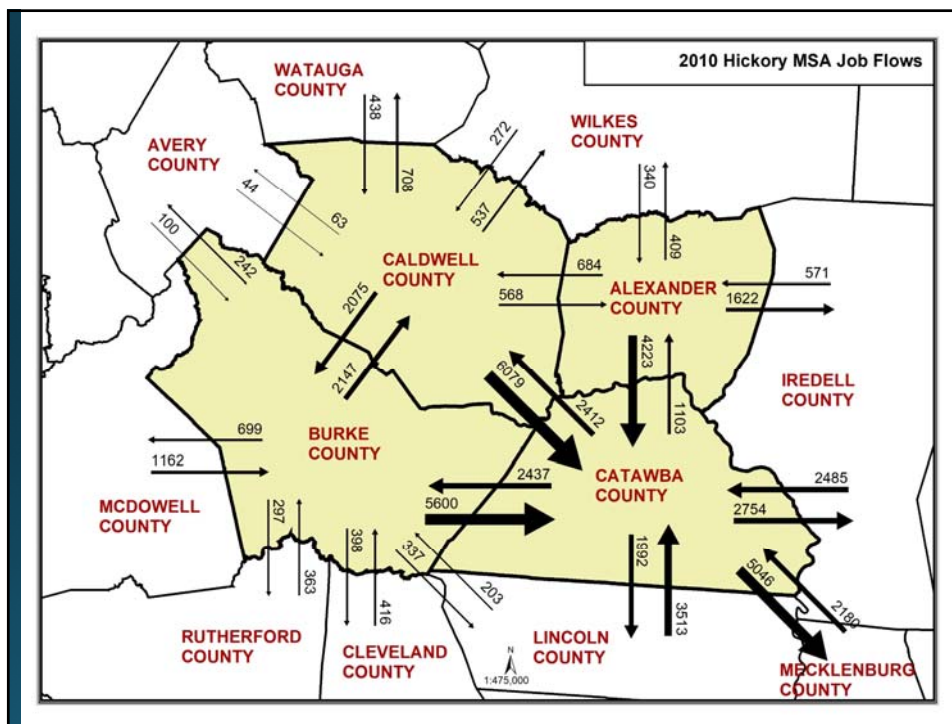 2010 Hickory MSA Job Flows
WATAUGA
COUNTY
438
708
272
537
WILKES
COUNTY
AVERY
COUNTY
44
63
100
242
340
409
CALDWELL
COUNTY
684
568
ALEXANDER
COUNTY
571
1622
2075
2147
6079
2412
4223
1103
IREDELL
COUNTY
BURKE
COUNTY
699
1162
MCDOWELL
COUNTY
2437
5600
CATAWBA
COUNTY
2485
2754
297
363
398
416
337
203
1992
3513
5046
2180
RUTHERFORD
COUNTY
CLEVELAND
COUNTY
LINCOLN
COUNTY
N
1:475,000
MECKLENBURG
COUNTY